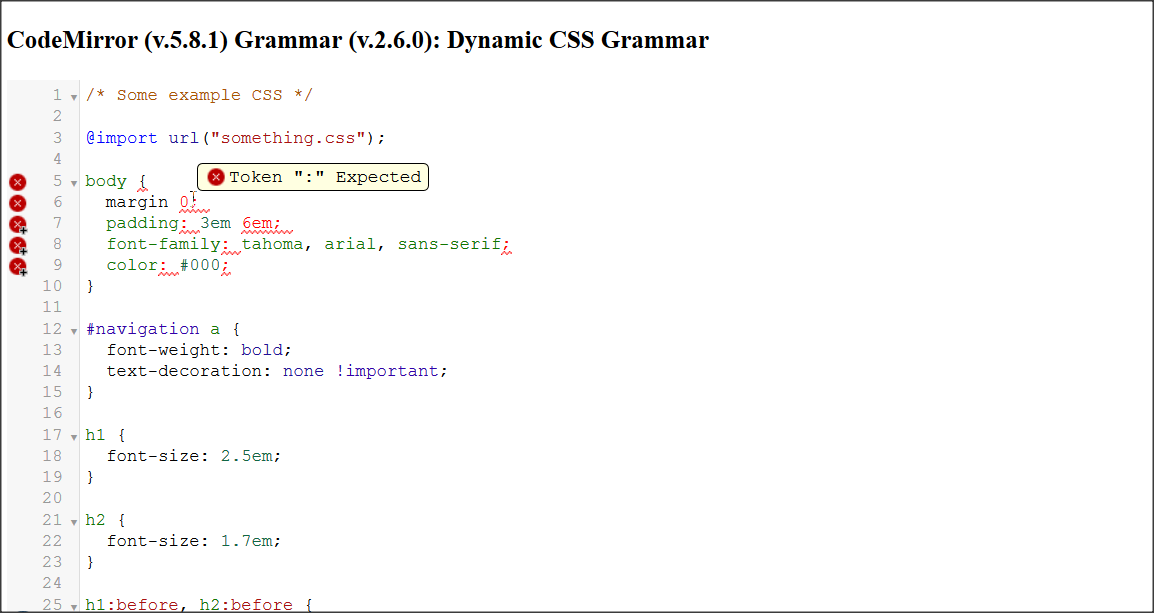 CodeMirror (v.5.8.1) Grammar (v.2.6.0): Dynamic CSS Grammar
1 /* Some example CSS */
2
3 @import url("something.css");
4
Token ":" Expected
5 body {
6   margin 0;
7   padding: 3em 6em;
8   font-family: tahoma, arial, sans-serif;
9   color: #000;
10 }
11
12 #navigation a {
13   font-weight: bold;
14   text-decoration: none !important;
15 }
16
17 h1 {
18   font-size: 2.5em;
19 }
20
21 h2 {
22   font-size: 1.7em;
23 }
24
25 h1:before, h2:before {